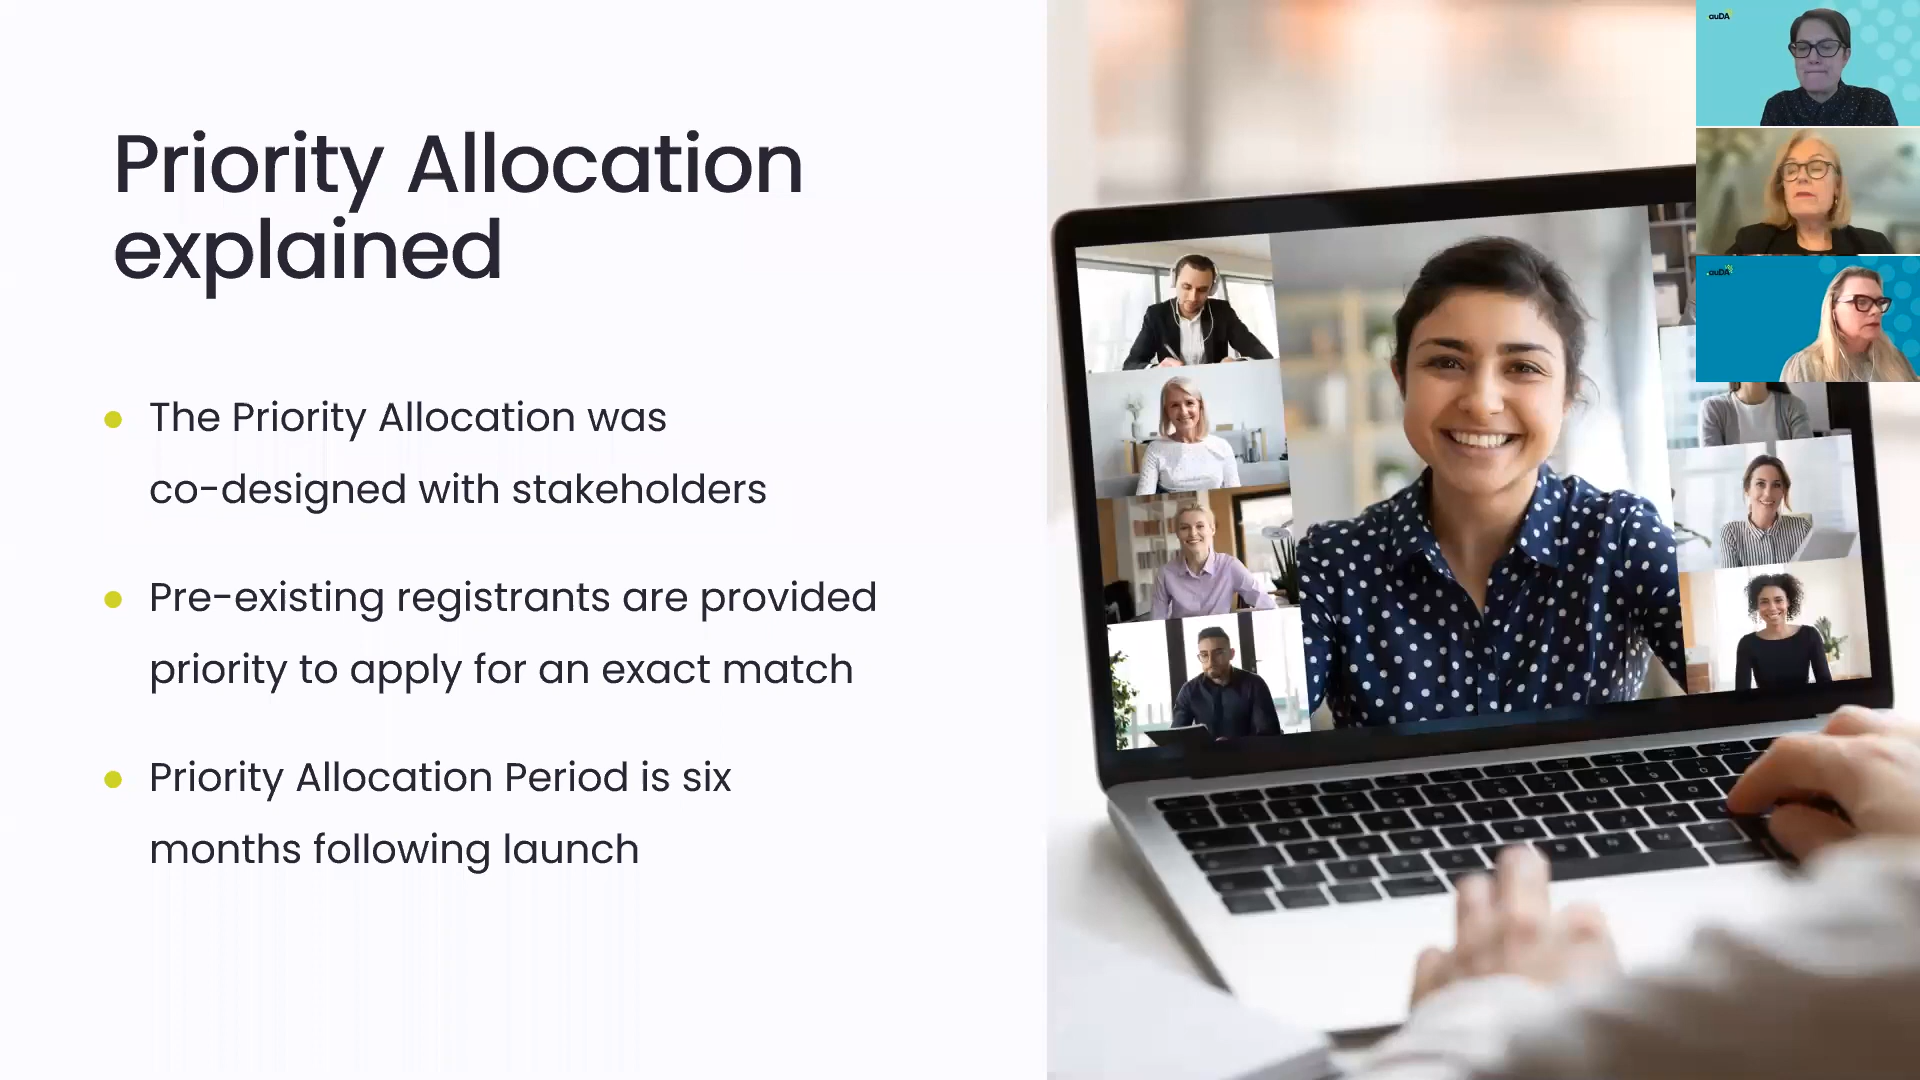 Priority Allocation
explained
The Priority Allocation was
co-designed with stakeholders
Pre-existing registrants are provided
priority to apply for an exact match
Priority Allocation Period is six
months following launch
auDA
auDA